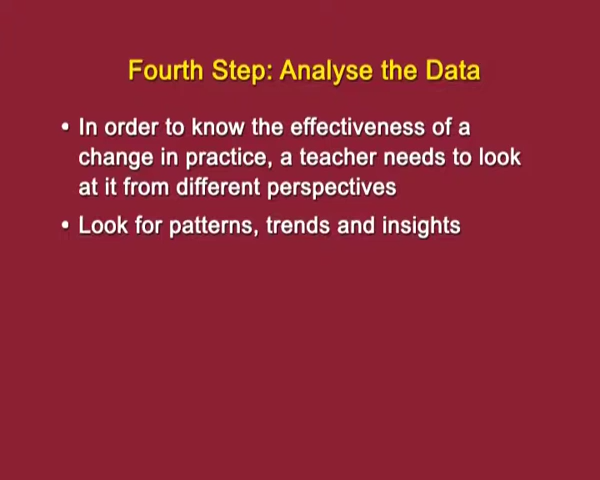 Fourth Step: Analyse the Data
• In order to know the effectiveness of a
change in practice, a teacher needs to look
at it from different perspectives
• Look for patterns, trends and insights